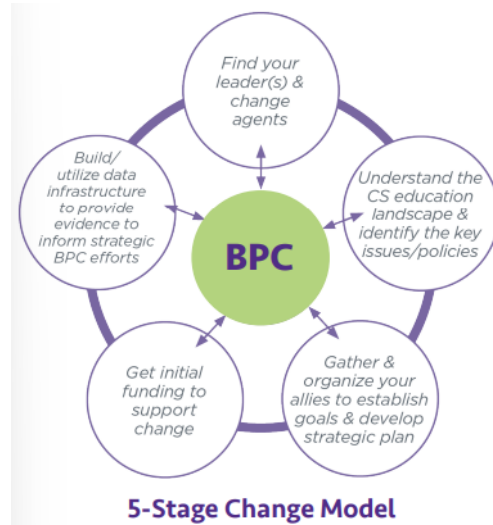 Find your
leader(s) &
change
agents
Build/
utilize data
infrastructure
to provide
evidence to
inform strategic
BPC efforts
Understand the
CS education
landscape &
identify the key
issues/policies
BPC
Get initial
funding to
support
change
Gather &
organize your
allies to establish
goals & develop
strategic plan
5-Stage Change Model